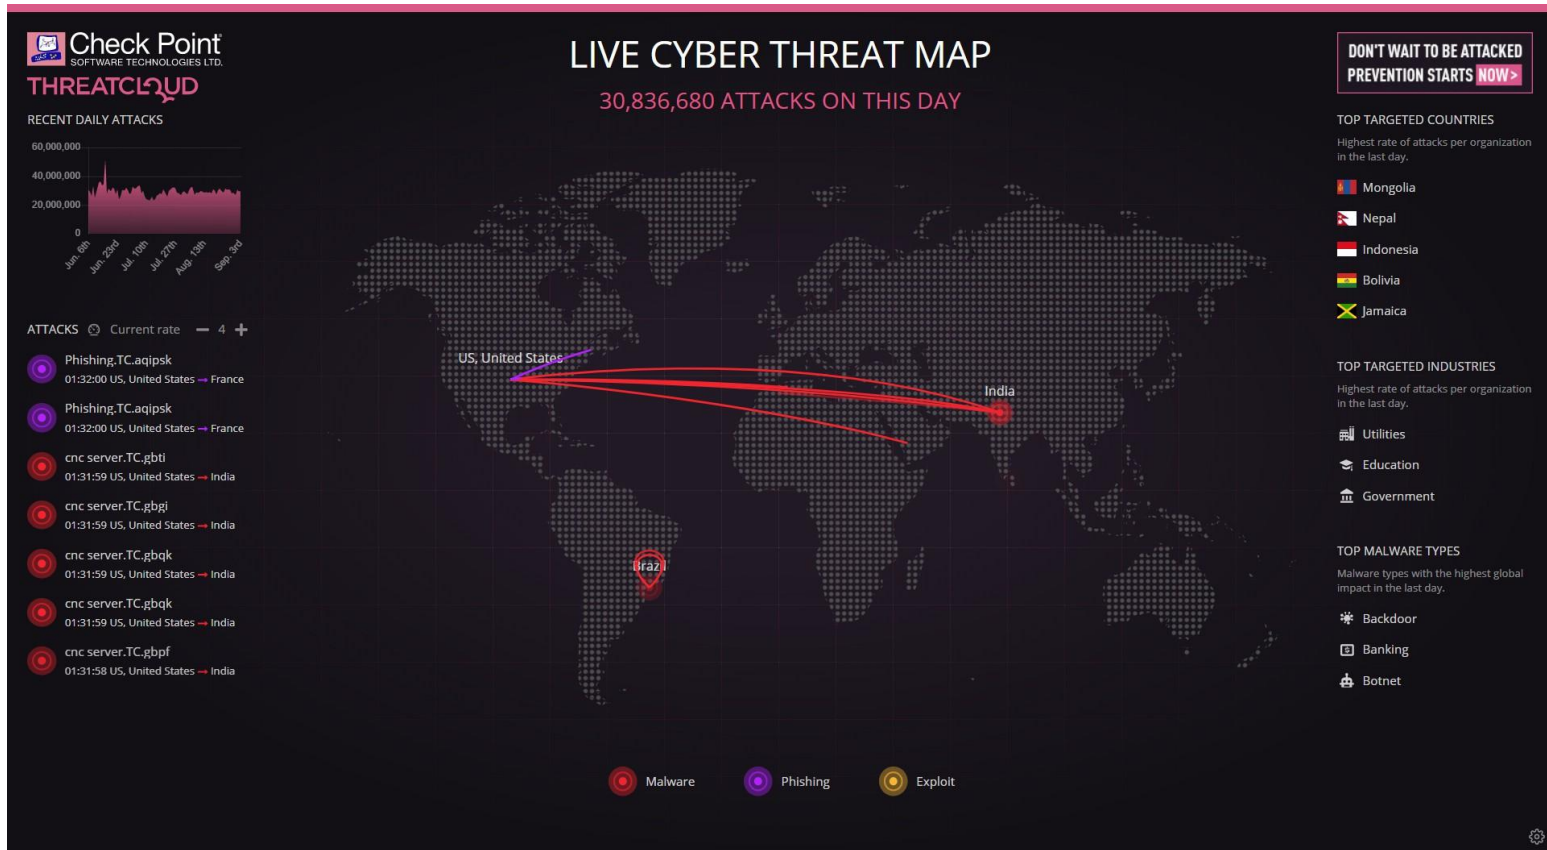 Check Point
SOFTWARE TECHNOLOGIES LTD.
THREATCLOUD
RECENT DAILY ATTACKS
60,000,000
40,000,000
20,000,000
0
Jun. 6th
Jun. 23rd
Jul. 10th
Jul. 27th
Aug. 13th
Sep. 3rd
ATTACKS Current rate − 4 +
Phishing.TC.aqipsk
01:32:00 US, United States → France
Phishing.TC.aqipsk
01:32:00 US, United States → France
cnc server.TC.gbti
01:31:59 US, United States → India
cnc server.TC.gbgi
01:31:59 US, United States → India
cnc server.TC.gbqk
01:31:59 US, United States → India
cnc server.TC.gbqk
01:31:59 US, United States → India
cnc server.TC.gbpf
01:31:58 US, United States → India
LIVE CYBER THREAT MAP
30,836,680 ATTACKS ON THIS DAY
US, United States
India
Brazil
Malware
Phishing
Exploit
DON'T WAIT TO BE ATTACKED
PREVENTION STARTS NOW>
TOP TARGETED COUNTRIES
Highest rate of attacks per organization
in the last day.
Mongolia
Nepal
Indonesia
Bolivia
Jamaica
TOP TARGETED INDUSTRIES
Highest rate of attacks per organization
in the last day.
Utilities
Education
Government
TOP MALWARE TYPES
Malware types with the highest global
impact in the last day.
Backdoor
Banking
Botnet